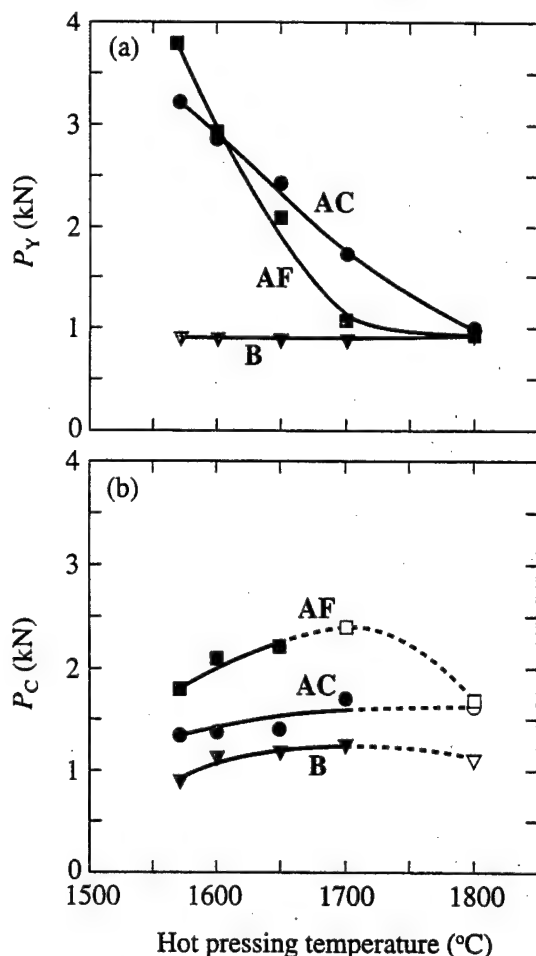 4
(a)
3
AC
P_Y (kN)
2
AF
1
B
0
4
(b)
3
AF
P_C (kN)
2
AC
1
B
0
1500 1600 1700 1800
Hot pressing temperature (°C)